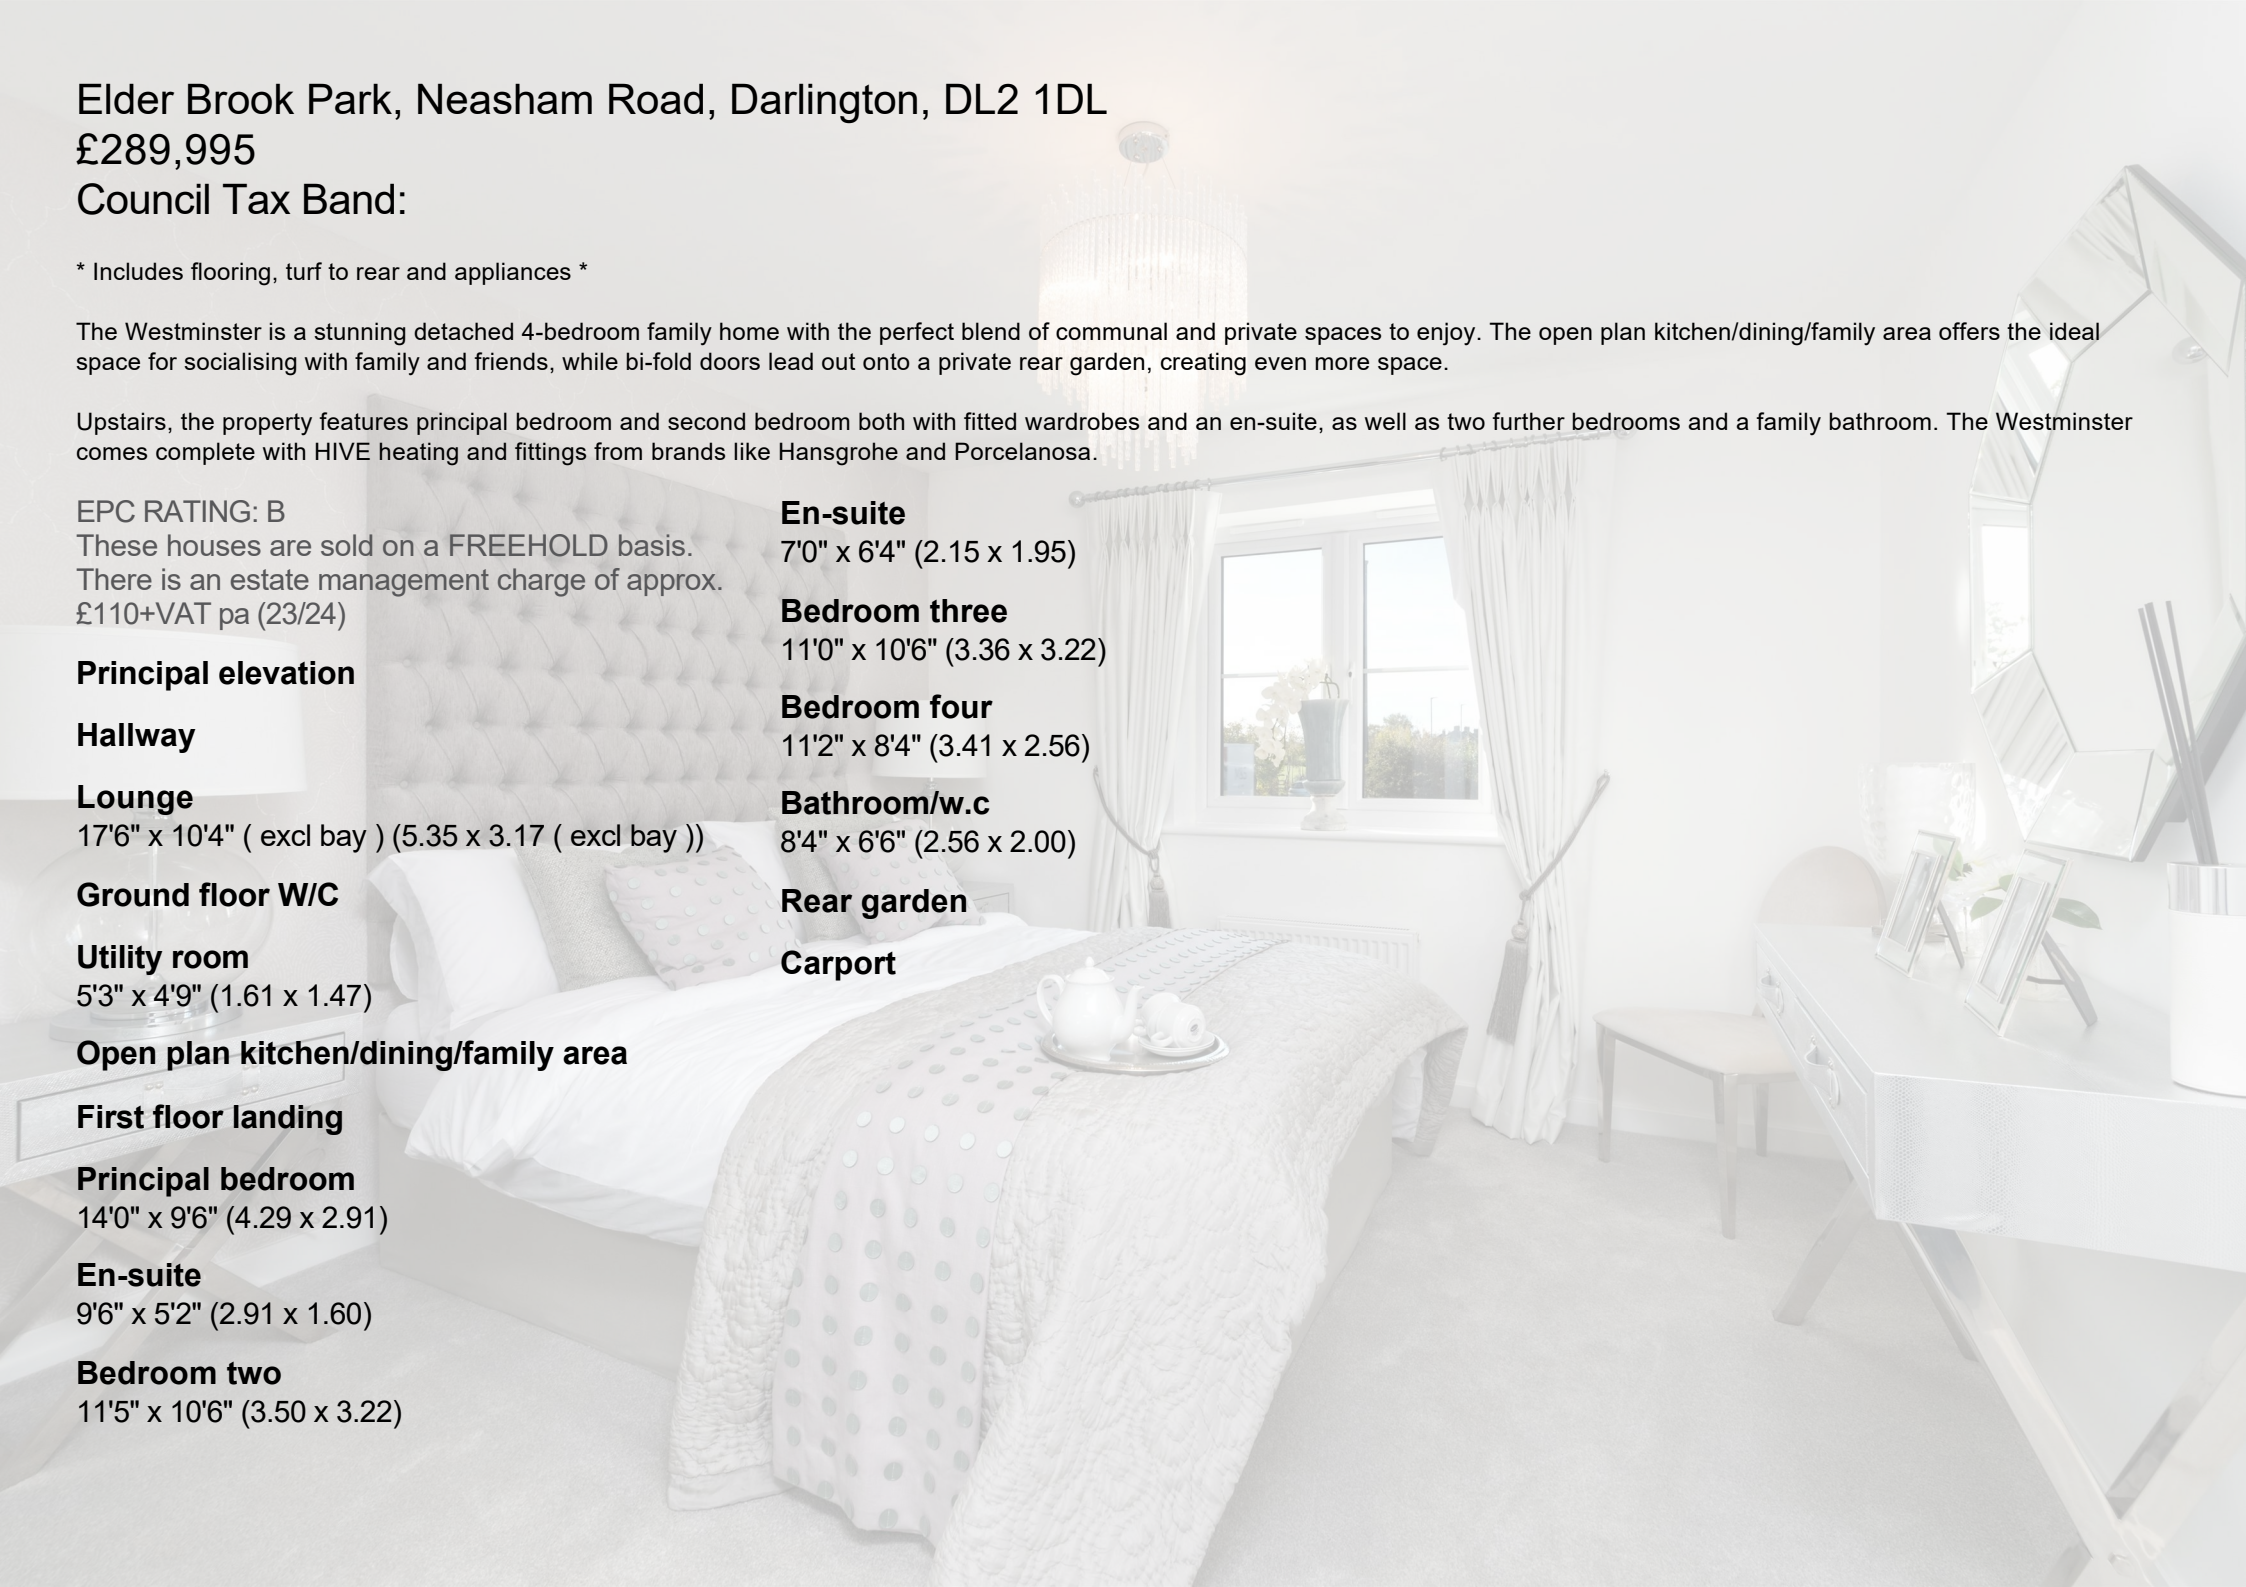 Elder Brook Park, Neasham Road, Darlington, DL2 1DL
£289,995
Council Tax Band:
* Includes flooring, turf to rear and appliances *
The Westminster is a stunning detached 4-bedroom family home with the perfect blend of communal and private spaces to enjoy. The open plan kitchen/dining/family area offers the ideal
space for socialising with family and friends, while bi-fold doors lead out onto a private rear garden, creating even more space.
Upstairs, the property features principal bedroom and second bedroom both with fitted wardrobes and an en-suite, as well as two further bedrooms and a family bathroom. The Westminster
comes complete with HIVE heating and fittings from brands like Hansgrohe and Porcelanosa.
EPC RATING: B
These houses are sold on a FREEHOLD basis.
There is an estate management charge of approx.
£110+VAT pa (23/24)
Principal elevation
Hallway
Lounge
17'6" x 10'4" ( excl bay ) (5.35 x 3.17 ( excl bay ))
Ground floor W/C
Utility room
5'3" x 4'9" (1.61 x 1.47)
Open plan kitchen/dining/family area
First floor landing
Principal bedroom
14'0" x 9'6" (4.29 x 2.91)
En-suite
9'6" x 5'2" (2.91 x 1.60)
Bedroom two
11'5" x 10'6" (3.50 x 3.22)
En-suite
7'0" x 6'4" (2.15 x 1.95)
Bedroom three
11'0" x 10'6" (3.36 x 3.22)
Bedroom four
11'2" x 8'4" (3.41 x 2.56)
Bathroom/w.c
8'4" x 6'6" (2.56 x 2.00)
Rear garden
Carport